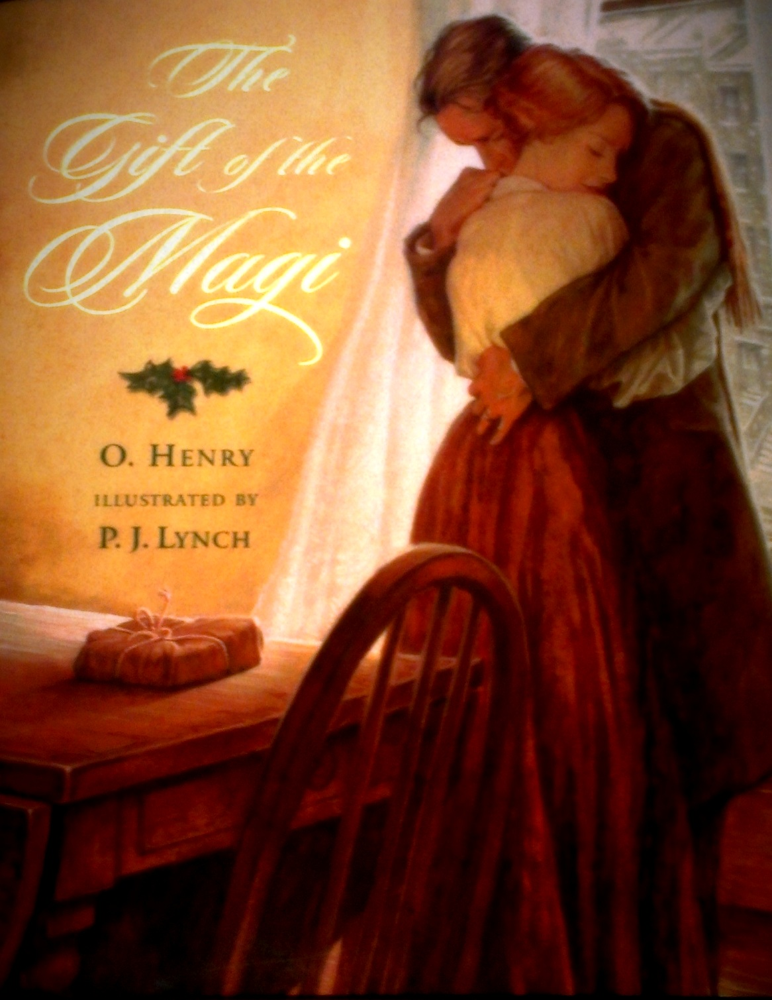 The
Gift of the
Magi
O. HENRY
ILLUSTRATED BY
P. J. LYNCH